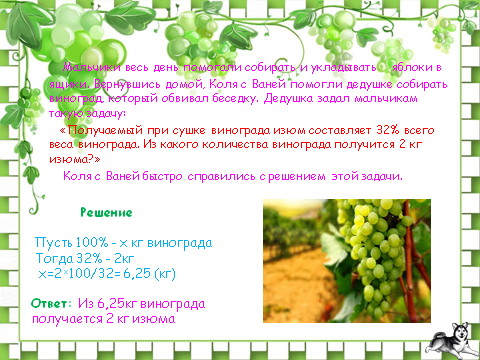 Мальчики весь день помогали собирать и укладывать яблоки в
ящики. Вернувшись домой, Коля с Ваней помогли дедушке собирать
виноград, который обвивал беседку. Дедушка задал мальчикам
такую задачу:
«Получаемый при сушке винограда изюм составляет 32% всего
веса винограда. Из какого количества винограда получится 2 кг
изюма?»
Коля с Ваней быстро справились с решением этой задачи.
Решение
Пусть 100% - х кг винограда
Тогда 32% - 2кг
х=2*100/32= 6,25 (кг)
Ответ: Из 6,25кг винограда
получается 2 кг изюма